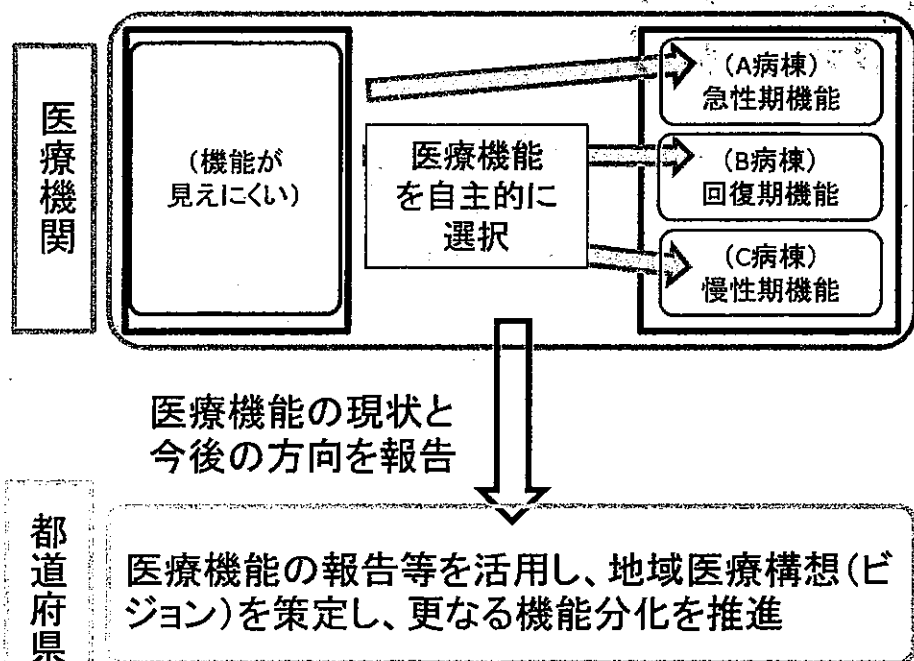 医療機関
(機能が
見えにくい)
医療機能
を自主的に
選択
(A病棟)
急性期機能
(B病棟)
回復期機能
(C病棟)
慢性期機能
医療機能の現状と
今後の方向を報告
都道府県
医療機能の報告等を活用し、地域医療構想(ビ
ジョン)を策定し、更なる機能分化を推進